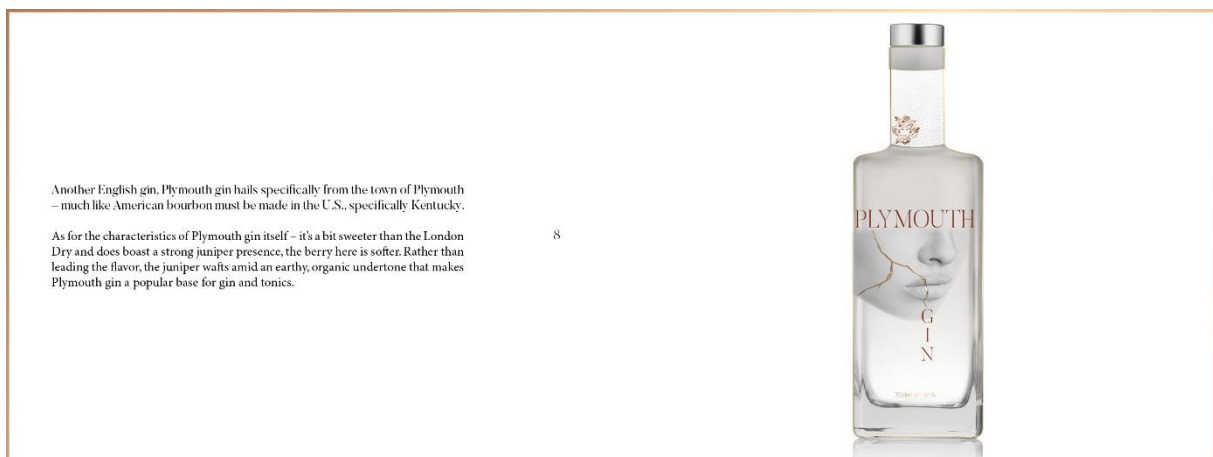 Another English gin, Plymouth gin hails specifically from the town of Plymouth
– much like American bourbon must be made in the U.S., specifically Kentucky.
As for the characteristics of Plymouth gin itself – it's a bit sweeter than the London
Dry and does boast a strong juniper presence, the berry here is softer. Rather than
leading the flavor, the juniper wafts amid an earthy, organic undertone that makes
Plymouth gin a popular base for gin and tonics.
8
PLYMOUTH
G
I
N
700ml